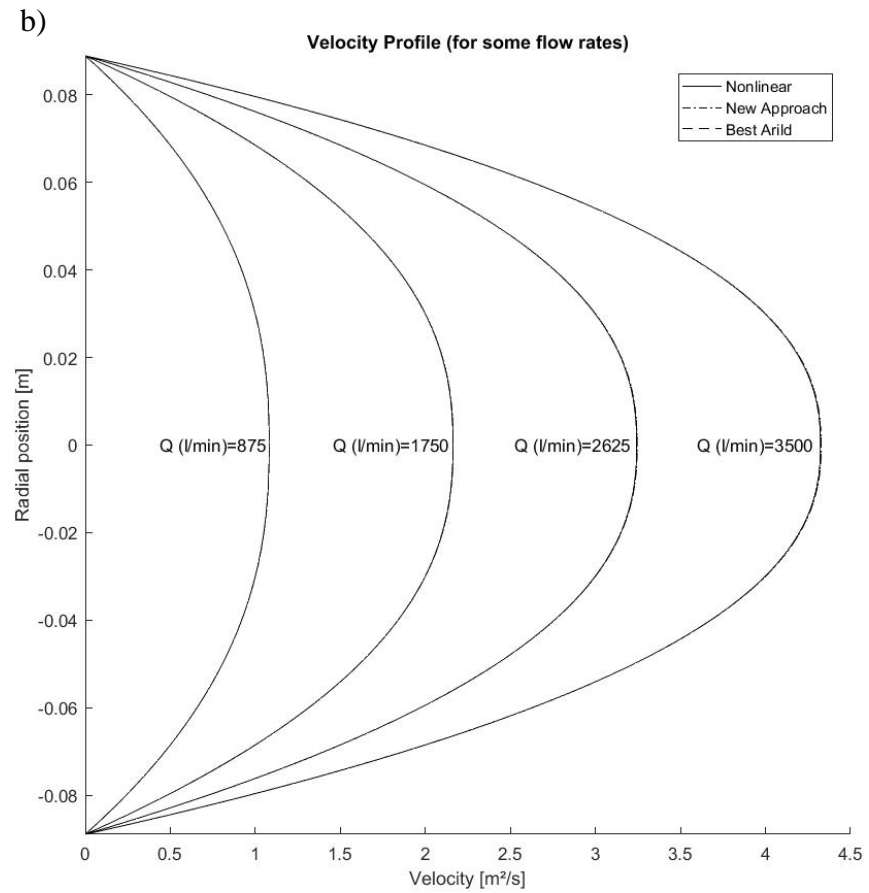 b)
Velocity Profile (for some flow rates)
Nonlinear
New Approach
Best Arild
Radial position [m]
0.08
0.06
0.04
0.02
0
-0.02
-0.04
-0.06
-0.08
Q (l/min)=875
Q (l/min)=1750
Q (l/min)=2625
Q (l/min)=3500
0 0.5 1 1.5 2 2.5 3 3.5 4 4.5
Velocity [m²/s]